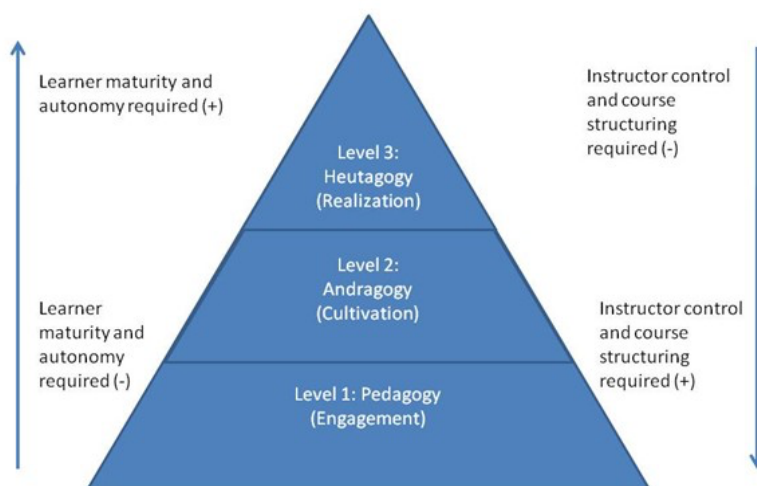 Learner maturity and
autonomy required (+)
Instructor control
and course
structuring
required (-)
Level 3:
Heutagogy
(Realization)
Level 2:
Andragogy
(Cultivation)
Learner
maturity and
autonomy
required (-)
Instructor control
and course
structuring
required (+)
Level 1: Pedagogy
(Engagement)